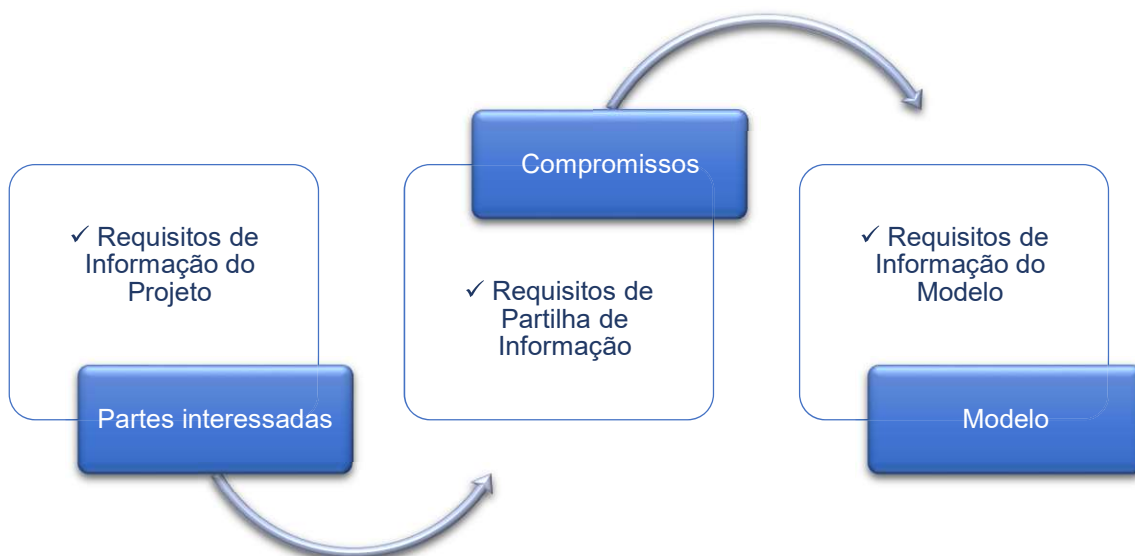 ✓ Requisitos de
Informação do
Projeto
Partes interessadas
Compromissos
✓ Requisitos de
Partilha de
Informação
✓ Requisitos de
Informação do
Modelo
Modelo